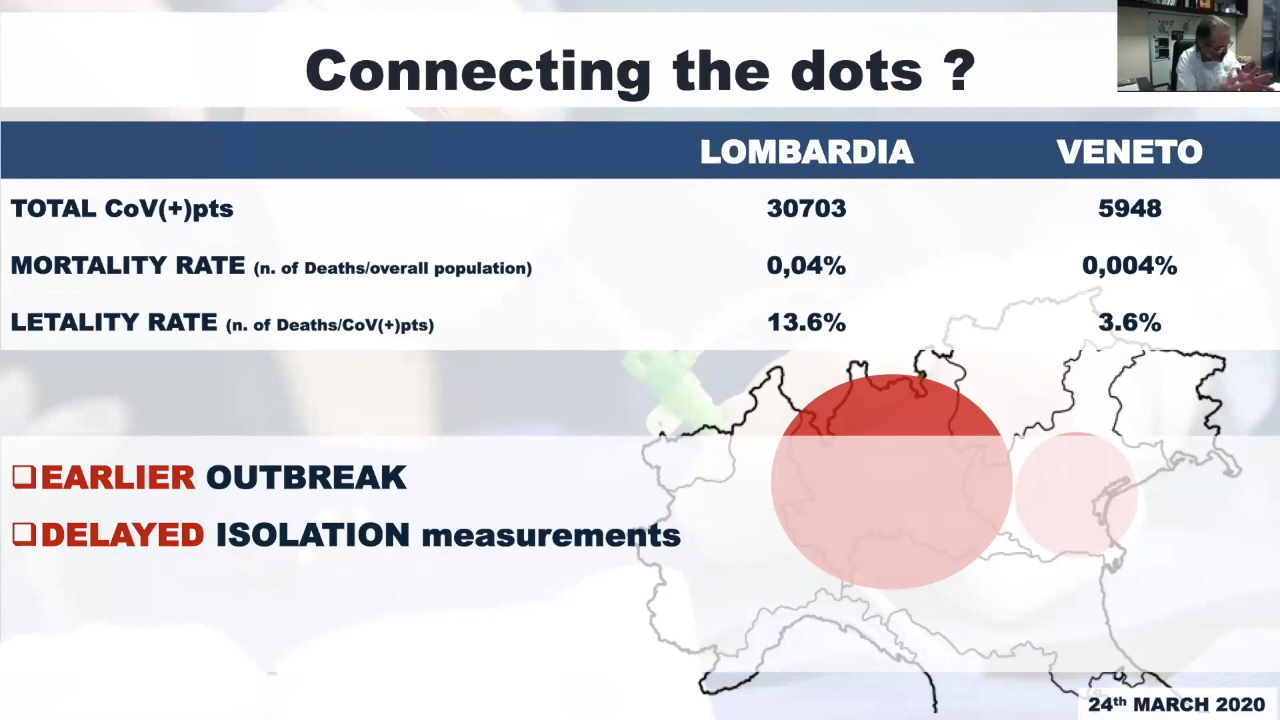 Connecting the dots ?
LOMBARDIA VENETO
TOTAL CoV(+)pts 30703 5948
MORTALITY RATE (n. of Deaths/overall population) 0,04% 0,004%
LETALITY RATE (n. of Deaths/CoV(+)pts) 13.6% 3.6%
❑EARLIER OUTBREAK
❑DELAYED ISOLATION measurements
24th MARCH 2020